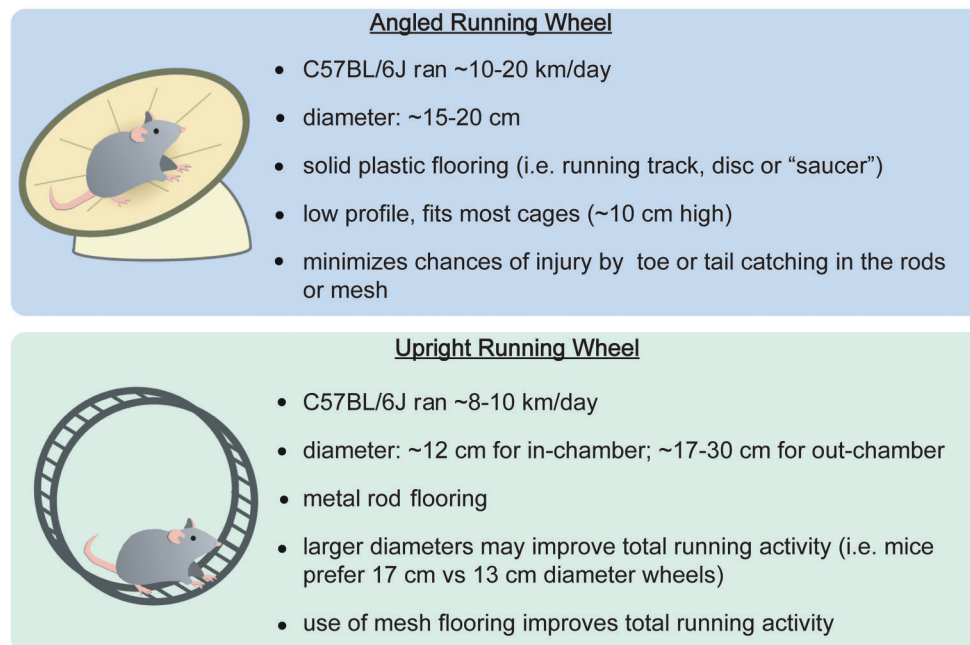 Angled Running Wheel
• C57BL/6J ran ~10-20 km/day
• diameter: ~15-20 cm
• solid plastic flooring (i.e. running track, disc or “saucer”)
• low profile, fits most cages (~10 cm high)
• minimizes chances of injury by toe or tail catching in the rods
or mesh
Upright Running Wheel
• C57BL/6J ran ~8-10 km/day
• diameter: ~12 cm for in-chamber; ~17-30 cm for out-chamber
• metal rod flooring
• larger diameters may improve total running activity (i.e. mice
prefer 17 cm vs 13 cm diameter wheels)
• use of mesh flooring improves total running activity